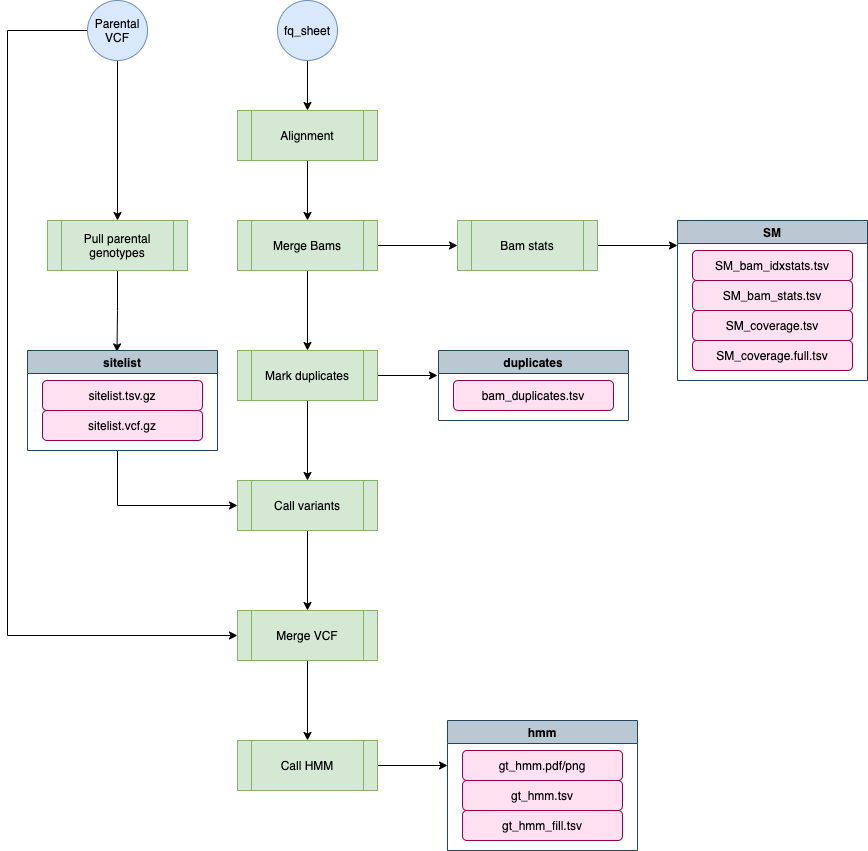 Parental
VCF
fq_sheet
Alignment
Pull parental
genotypes
Merge Bams
Bam stats
SM
SM_bam_idxstats.tsv
SM_bam_stats.tsv
SM_coverage.tsv
SM_coverage.full.tsv
sitelist
sitelist.tsv.gz
sitelist.vcf.gz
Mark duplicates
duplicates
bam_duplicates.tsv
Call variants
Merge VCF
Call HMM
hmm
gt_hmm.pdf/png
gt_hmm.tsv
gt_hmm_fill.tsv